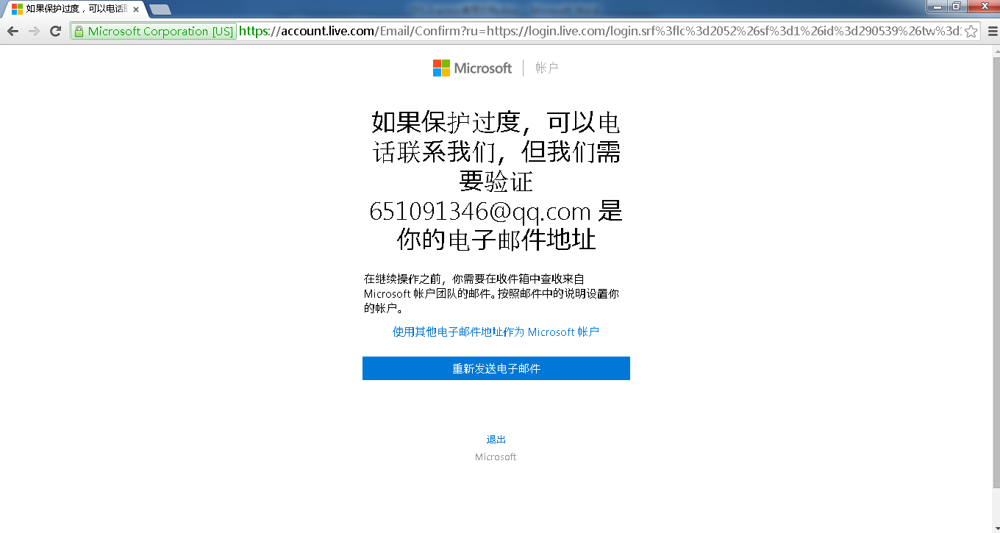 如果保护过度，可以电话联
Microsoft Corporation [US] https://account.live.com/Email/Confirm?ru=https://login.live.com/login.srf%3flc%3d2052%26sf%3d1%26id%3d290539%26tw%3d
Microsoft 帐户
如果保护过度，可以电
话联系我们，但我们需
要验证
651091346@qq.com 是
你的电子邮件地址
在继续操作之前，你需要在收件箱中查收来自
Microsoft 帐户团队的邮件。按照邮件中的说明设置你
的帐户。
使用其他电子邮件地址作为 Microsoft 帐户
重新发送电子邮件
退出
Microsoft